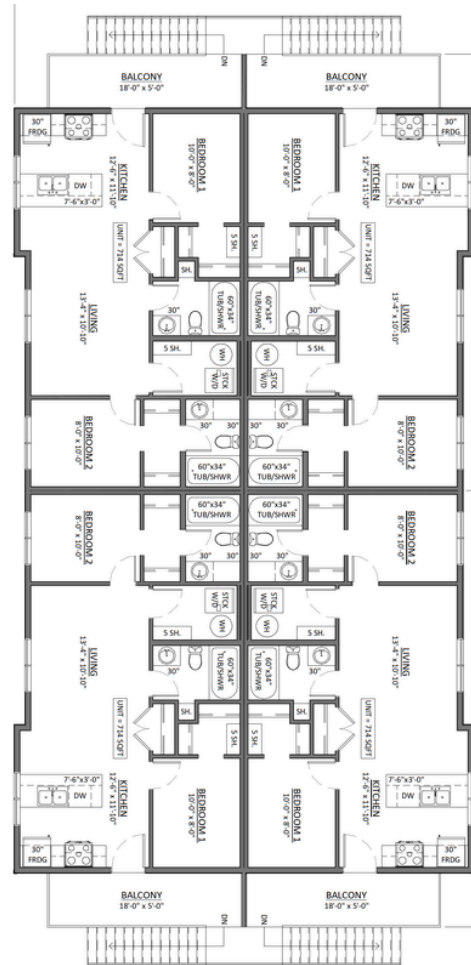 DN
DN
BALCONY
18'-0" x 5'-0"
BALCONY
18'-0" x 5'-0"
30"
FRDG
KITCHEN
12'-6" x 11'-10"
BEDROOM 1
10'-0" x 8'-0"
BEDROOM 1
10'-0" x 8'-0"
KITCHEN
12'-6" x 11'-10"
30"
FRDG
DW
7'-6"x3'-0"
DW
7'-6"x3'-0"
UNIT = 714 SQFT
5 SH.
5 SH.
UNIT = 714 SQFT
SH.
SH.
LIVING
13'-4" x 10'-10"
30"
60"x34"
TUB/SHWR
60"x34"
TUB/SHWR
30"
LIVING
13'-4" x 10'-10"
5 SH.
WH
WH
5 SH.
STCK
W/D
STCK
W/D
BEDROOM 2
8'-0" x 10'-0"
30"
30"
30"
30"
30"
30"
BEDROOM 2
8'-0" x 10'-0"
60"x34"
TUB/SHWR
60"x34"
TUB/SHWR
60"x34"
TUB/SHWR
60"x34"
TUB/SHWR
BEDROOM 2
8'-0" x 10'-0"
30"
30"
30"
30"
30"
30"
BEDROOM 2
8'-0" x 10'-0"
STCK
W/D
STCK
W/D
5 SH.
WH
WH
5 SH.
LIVING
13'-4" x 10'-10"
30"
60"x34"
TUB/SHWR
60"x34"
TUB/SHWR
30"
LIVING
13'-4" x 10'-10"
SH.
SH.
UNIT = 714 SQFT
5 SH.
5 SH.
UNIT = 714 SQFT
7'-6"x3'-0"
DW
7'-6"x3'-0"
DW
KITCHEN
12'-6" x 11'-10"
BEDROOM 1
10'-0" x 8'-0"
BEDROOM 1
10'-0" x 8'-0"
KITCHEN
12'-6" x 11'-10"
30"
FRDG
30"
FRDG
BALCONY
18'-0" x 5'-0"
BALCONY
18'-0" x 5'-0"
DN
DN